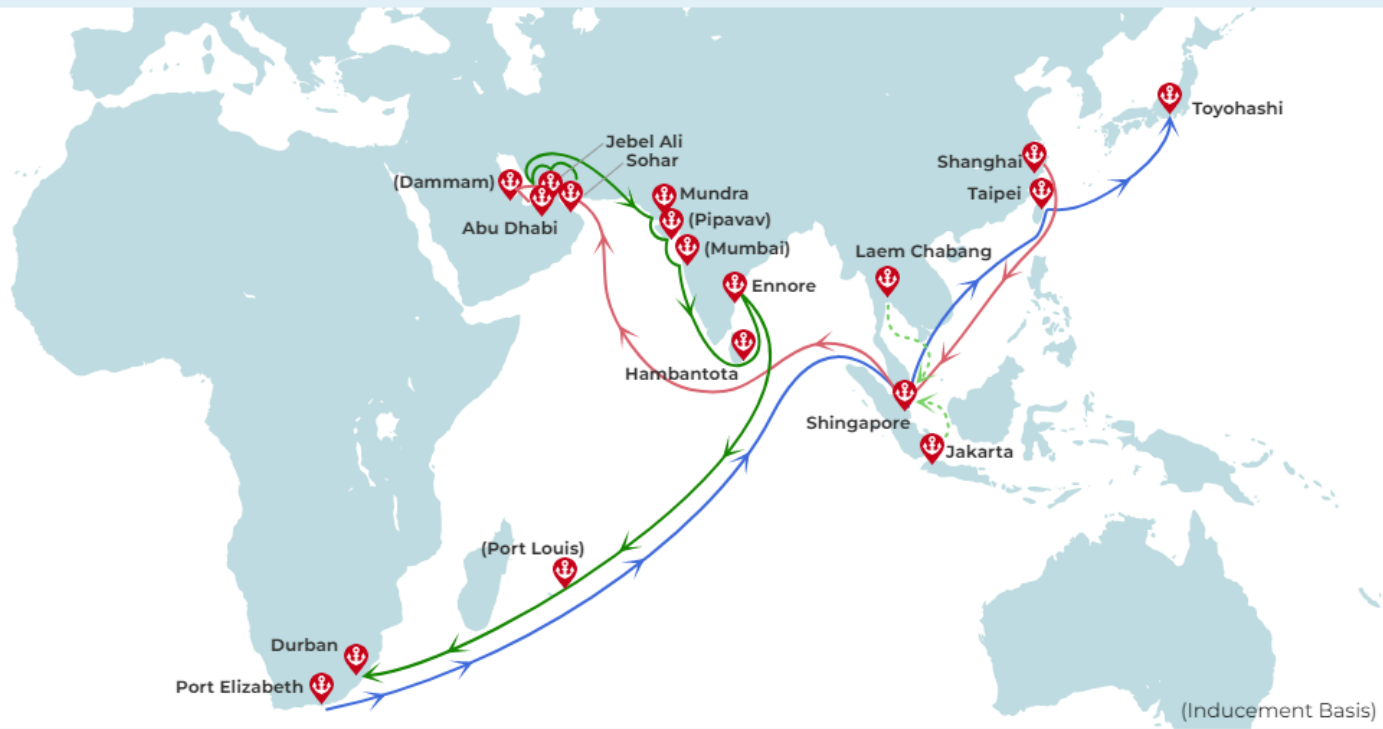 Toyohashi
Jebel Ali
Sohar
Shanghai
(Dammam)
Mundra
Taipei
(Pipavav)
Abu Dhabi
(Mumbai)
Laem Chabang
Ennore
Hambantota
Shingapore
Jakarta
(Port Louis)
Durban
Port Elizabeth
(Inducement Basis)